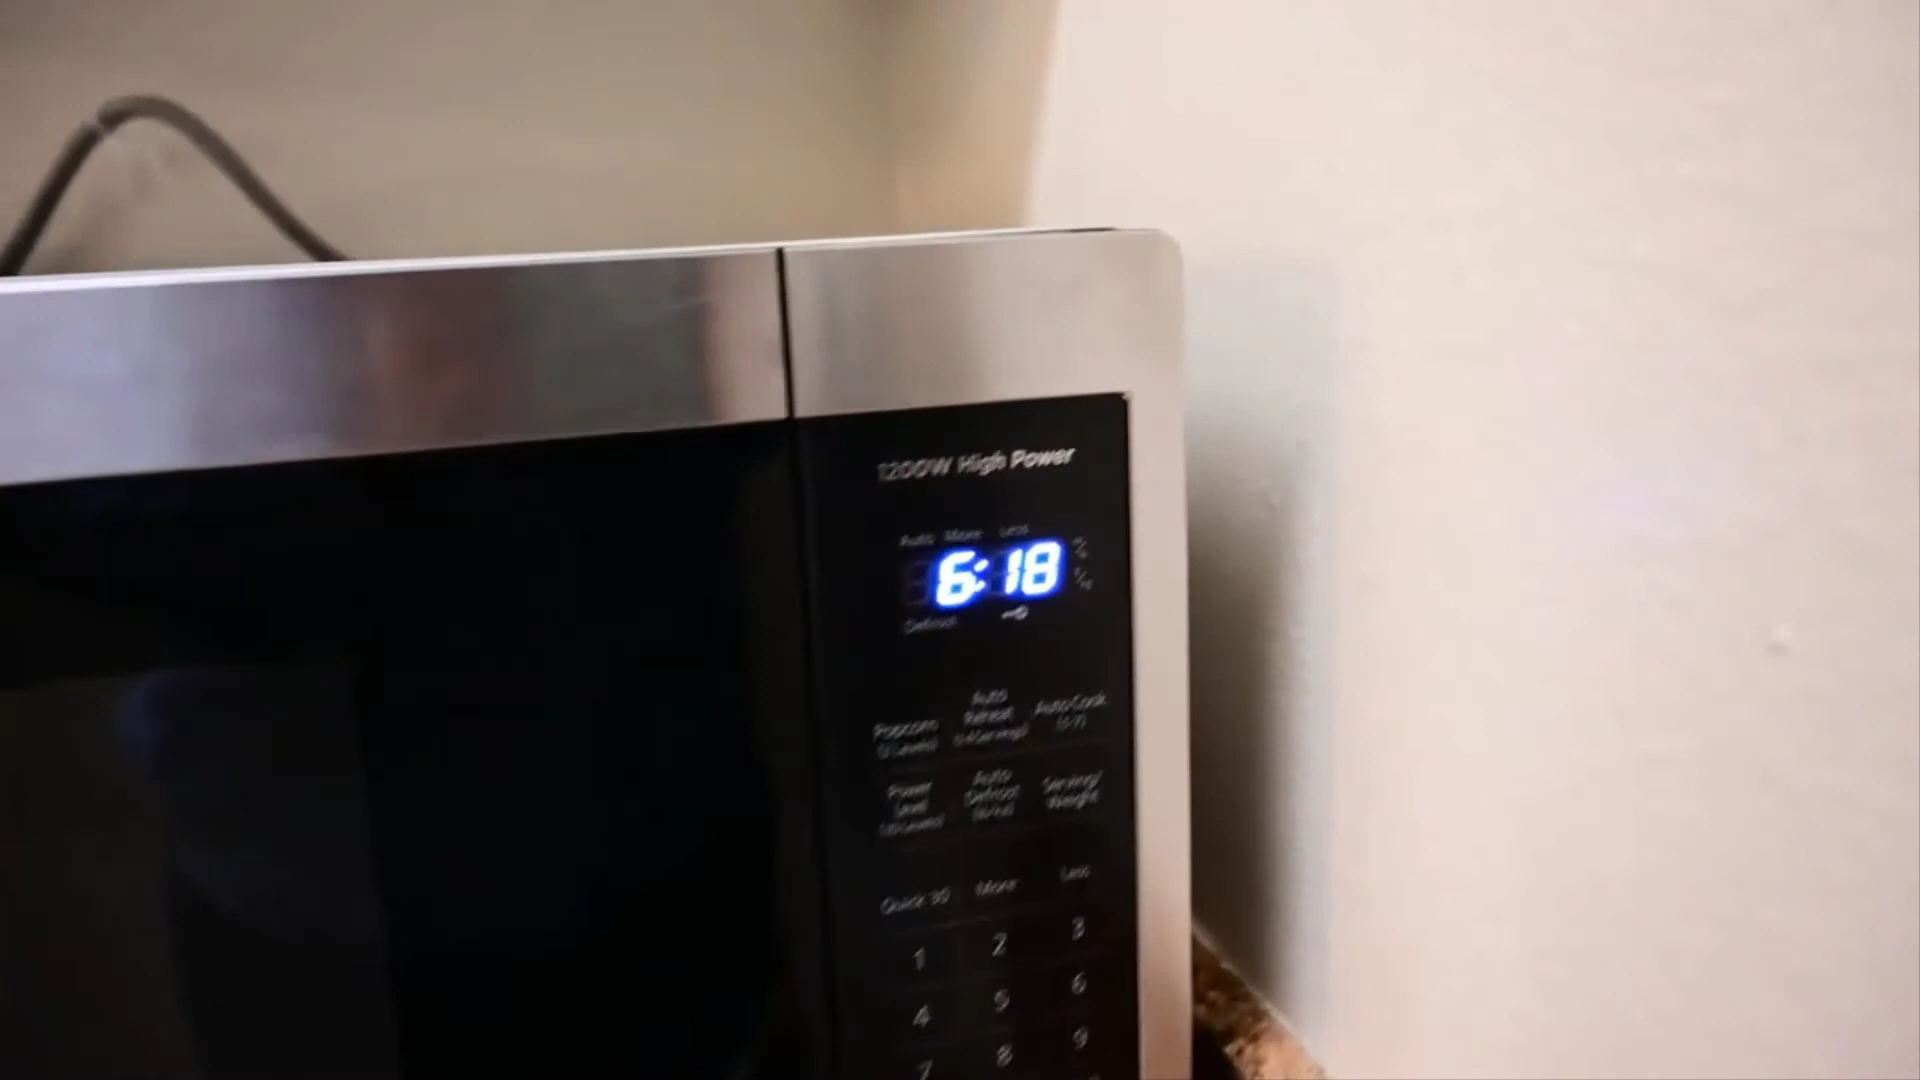 1200W High Power
Auto More Less
6:18
Defrost
Popcorn
Auto
Reheat
Auto Cook
Power
Level
Auto
Defrost
Serving/
Weight
Quick 30 More Less
1 2 3
4 5 6
7 8 9